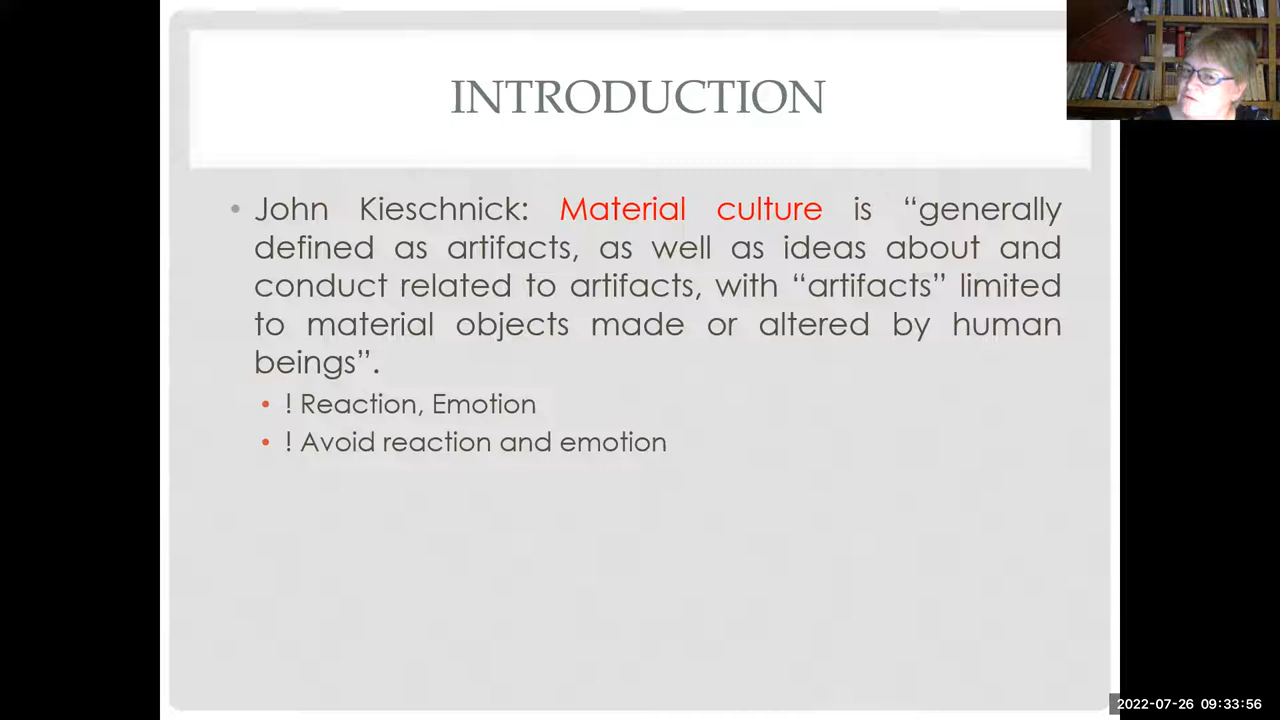 INTRODUCTION
• John Kieschnick: Material culture is “generally
defined as artifacts, as well as ideas about and
conduct related to artifacts, with “artifacts” limited
to material objects made or altered by human
beings”.
• ! Reaction, Emotion
• ! Avoid reaction and emotion
2022-07-26 09:33:56